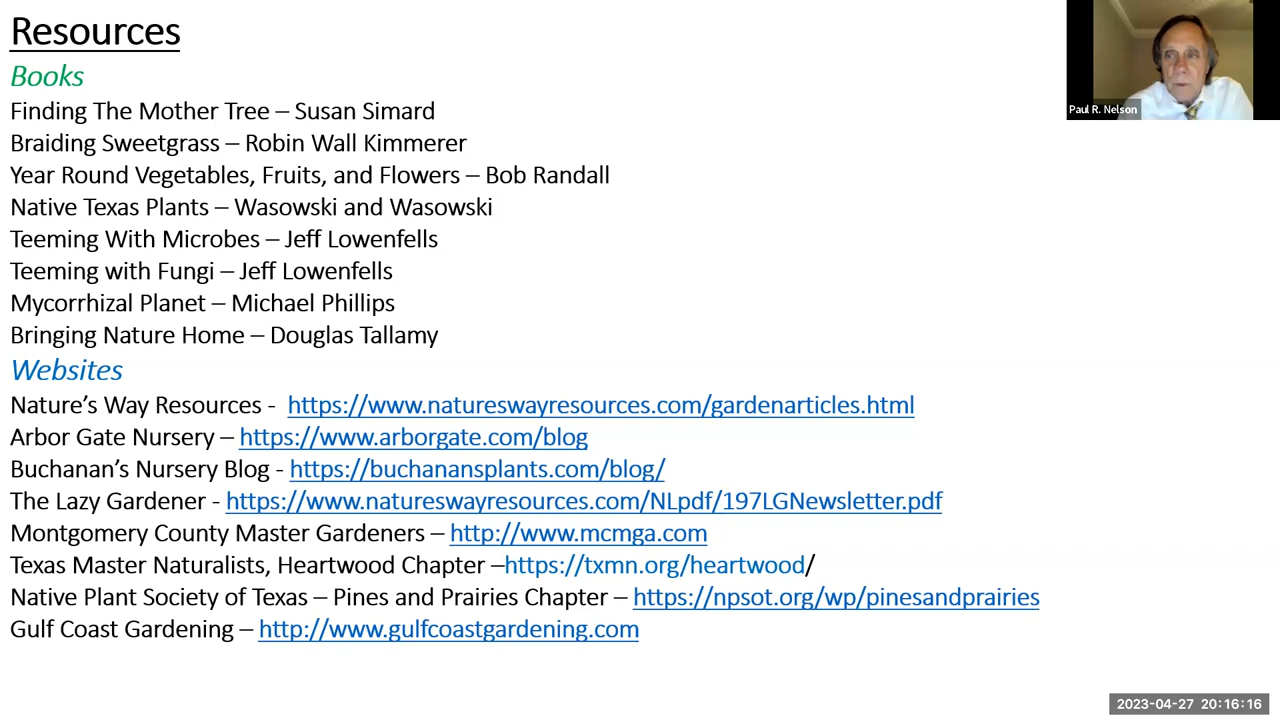 Resources
Books
Finding The Mother Tree – Susan Simard
Braiding Sweetgrass – Robin Wall Kimmerer
Year Round Vegetables, Fruits, and Flowers – Bob Randall
Native Texas Plants – Wasowski and Wasowski
Teeming With Microbes – Jeff Lowenfells
Teeming with Fungi – Jeff Lowenfells
Mycorrhizal Planet – Michael Phillips
Bringing Nature Home – Douglas Tallamy
Websites
Nature’s Way Resources - https://www.natureswayresources.com/gardenarticles.html
Arbor Gate Nursery – https://www.arborgate.com/blog
Buchanan’s Nursery Blog - https://buchanansplants.com/blog/
The Lazy Gardener - https://www.natureswayresources.com/NLpdf/197LGNewsletter.pdf
Montgomery County Master Gardeners – http://www.mcmga.com
Texas Master Naturalists, Heartwood Chapter –https://txmn.org/heartwood/
Native Plant Society of Texas – Pines and Prairies Chapter – https://npsot.org/wp/pinesandprairies
Gulf Coast Gardening – http://www.gulfcoastgardening.com
Paul R. Nelson
2023-04-27 20:16:16